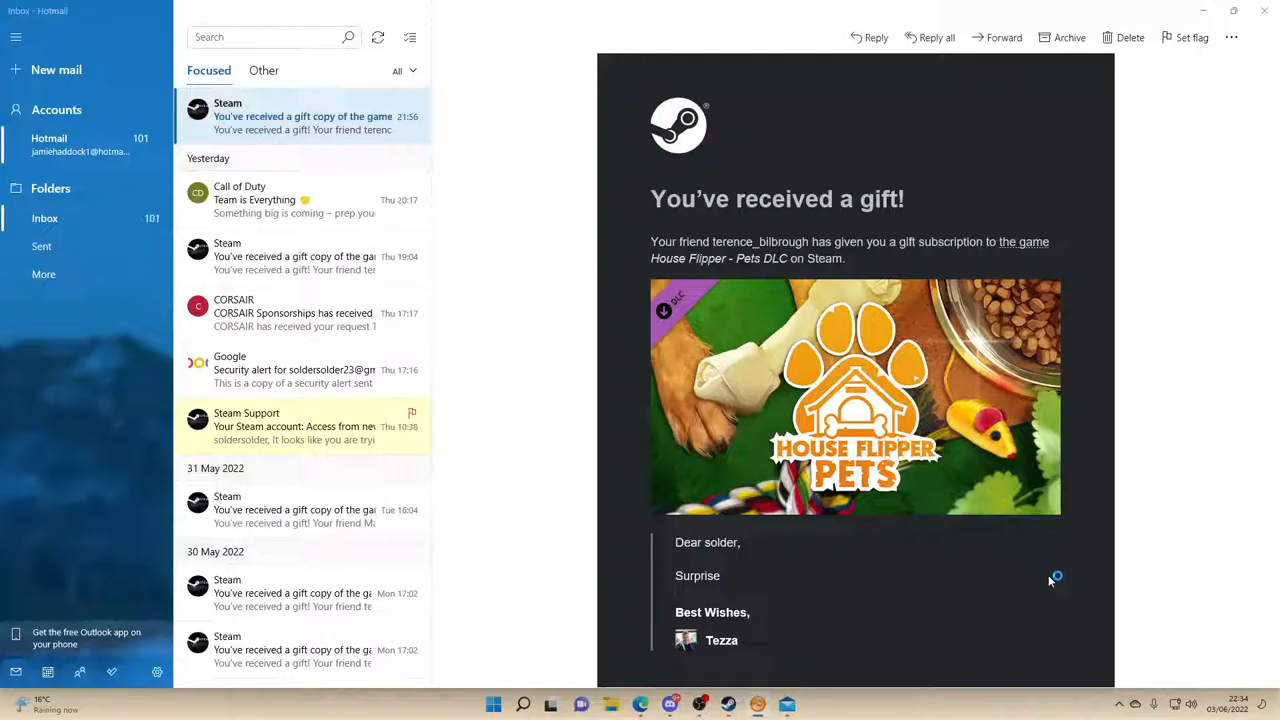 Inbox - Hotmail
Search
Reply
Reply all
Forward
Archive
Delete
Set flag
New mail
Accounts
Hotmail 101
jamiehaddock1@hotma...
Folders
Inbox 101
Sent
More
Get the free Outlook app on
your phone
Focused
Other
All
Steam
You've received a gift copy of the game 21:56
You've received a gift! Your friend terenc
Yesterday
CD
Call of Duty
Team is Everything 💛 Thu 20:17
Something big is coming – prep you
Steam
You've received a gift copy of the ga Thu 19:04
You've received a gift! Your friend ter
C
CORSAIR
CORSAIR Sponsorships has received Thu 17:17
CORSAIR has received your request 1
Google
Security alert for soldersolder23@gm Thu 17:16
This is a copy of a security alert sent
Steam Support
Your Steam account: Access from new Thu 10:38
soldersolder, It looks like you are tryi
31 May 2022
Steam
You've received a gift copy of the ga Tue 16:04
You've received a gift! Your friend Ma
30 May 2022
Steam
You've received a gift copy of the ga Mon 17:02
You've received a gift! Your friend te
Steam
You've received a gift copy of the ga Mon 17:02
You've received a gift! Your friend te
®
You've received a gift!
Your friend terence_bilbrough has given you a gift subscription to the game
House Flipper - Pets DLC on Steam.
DLC
HOUSE FLIPPER
PETS
Dear solder,
Surprise
Best Wishes,
Tezza
16°C
Raining now
22:34
03/06/2022